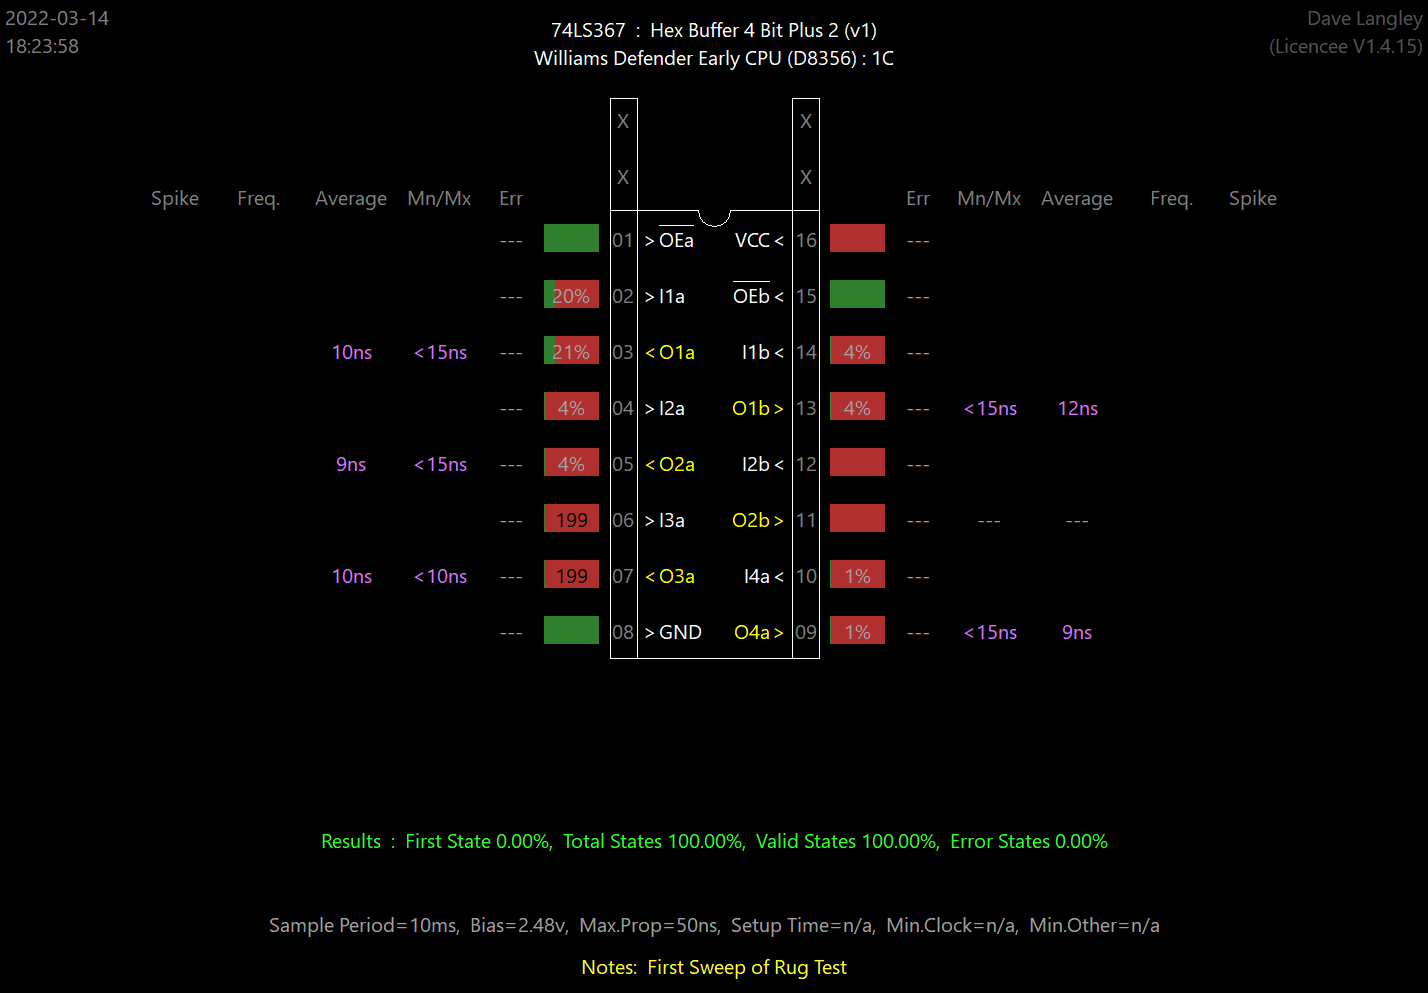 2022-03-14
18:23:58
74LS367 : Hex Buffer 4 Bit Plus 2 (v1)
Williams Defender Early CPU (D8356) : 1C
Dave Langley
(Licencee V1.4.15)
X X
X X
Spike Freq. Average Mn/Mx Err Err Mn/Mx Average Freq. Spike
--- 01 >OEa VCC< 16 ---
--- 20% 02 >I1a OEb< 15 ---
10ns <15ns --- 21% 03 <O1a I1b< 14 4% ---
--- 4% 04 >I2a O1b> 13 4% --- <15ns 12ns
9ns <15ns --- 4% 05 <O2a I2b< 12 ---
--- 199 06 >I3a O2b> 11 --- --- ---
10ns <10ns --- 199 07 <O3a I4a< 10 1% ---
--- 08 >GND O4a> 09 1% --- <15ns 9ns
Results : First State 0.00%, Total States 100.00%, Valid States 100.00%, Error States 0.00%
Sample Period=10ms, Bias=2.48v, Max.Prop=50ns, Setup Time=n/a, Min.Clock=n/a, Min.Other=n/a
Notes: First Sweep of Rug Test